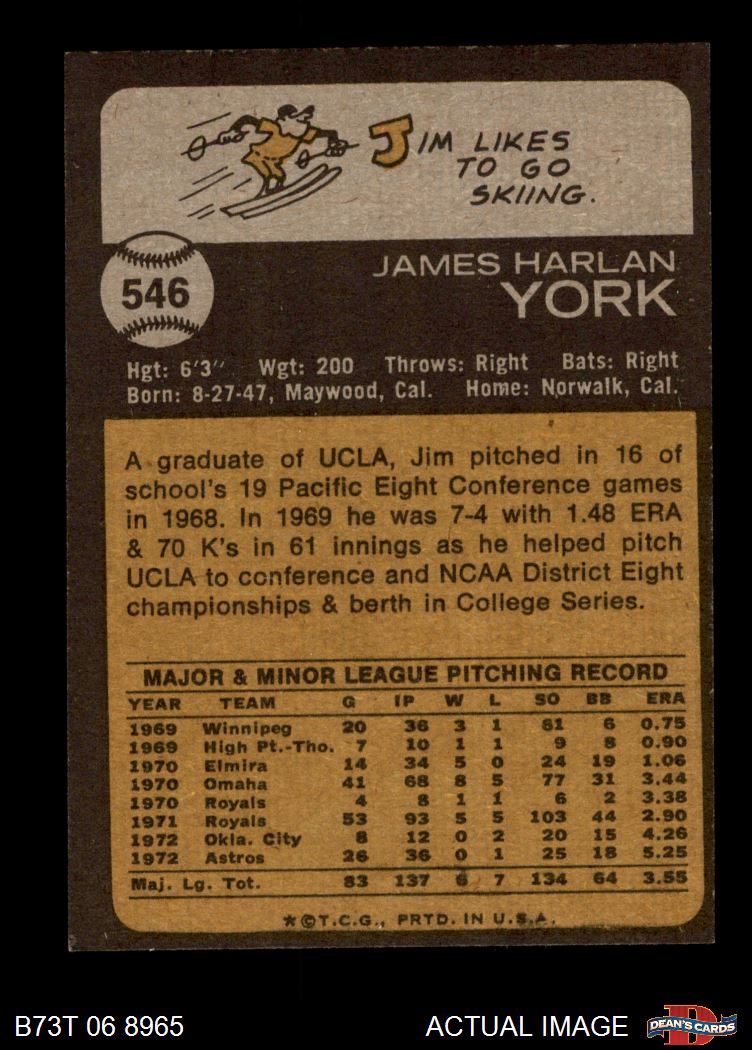 JIM LIKES
TO GO
SKIING.
546
JAMES HARLAN
YORK
Hgt: 6'3" Wgt: 200 Throws: Right Bats: Right
Born: 8-27-47, Maywood, Cal. Home: Norwalk, Cal.
A graduate of UCLA, Jim pitched in 16 of
school's 19 Pacific Eight Conference games
in 1968. In 1969 he was 7-4 with 1.48 ERA
& 70 K's in 61 innings as he helped pitch
UCLA to conference and NCAA District Eight
championships & berth in College Series.
MAJOR & MINOR LEAGUE PITCHING RECORD
YEAR TEAM G IP W L SO BB ERA
1969 Winnipeg 20 36 3 1 61 6 0.75
1969 High Pt.-Tho. 7 10 1 1 9 8 0.90
1970 Elmira 14 34 5 0 24 19 1.06
1970 Omaha 41 68 8 5 77 31 3.44
1970 Royals 4 8 1 1 6 2 3.38
1971 Royals 53 93 5 5 103 44 2.90
1972 Okla. City 8 12 0 2 20 15 4.26
1972 Astros 26 36 0 1 25 18 5.25
Maj. Lg. Tot. 83 137 6 7 134 64 3.55
*©T.C.G., PRTD. IN U.S.A.
B73T 06 8965 ACTUAL IMAGE DEAN'S CARDS